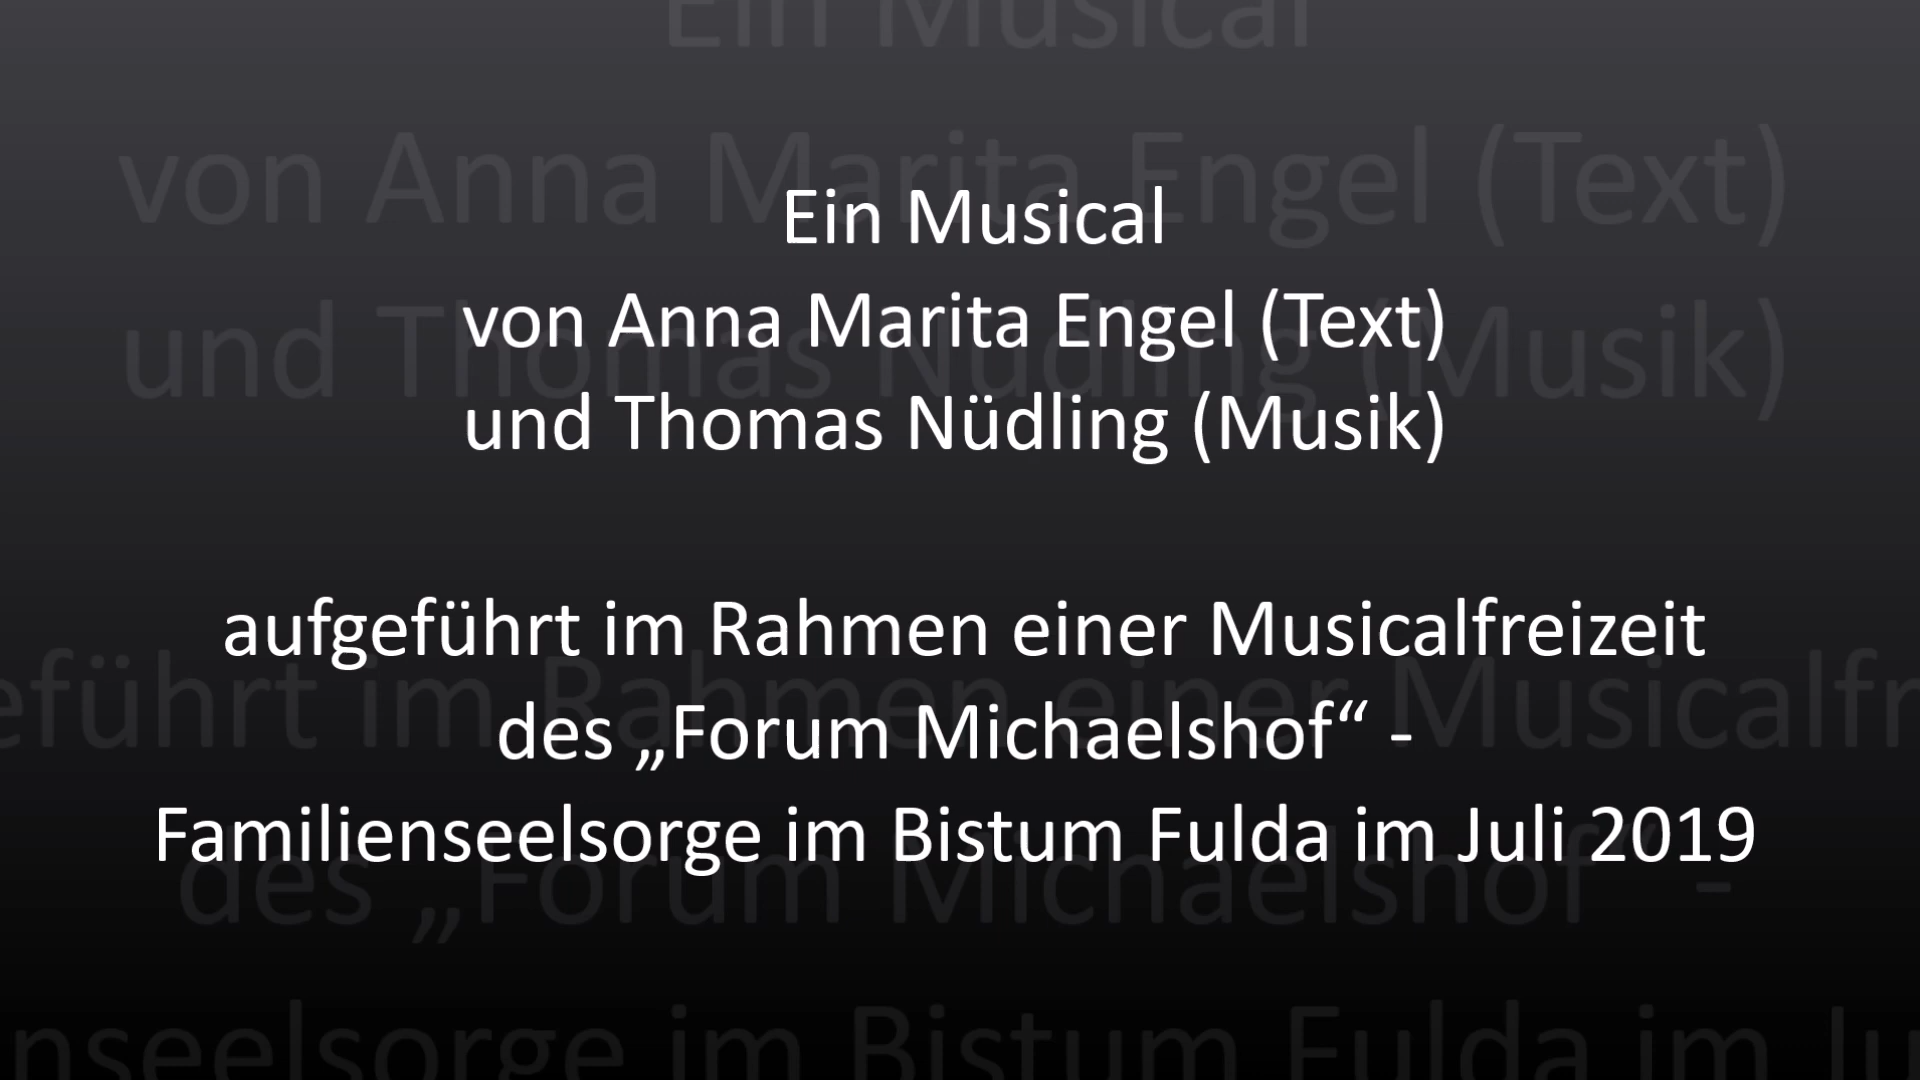 Ein Musical
von Anna Marita Engel (Text)
und Thomas Nüdling (Musik)
aufgeführt im Rahmen einer Musicalfreizeit
des „Forum Michaelshof“ -
Familienseelsorge im Bistum Fulda im Juli 2019